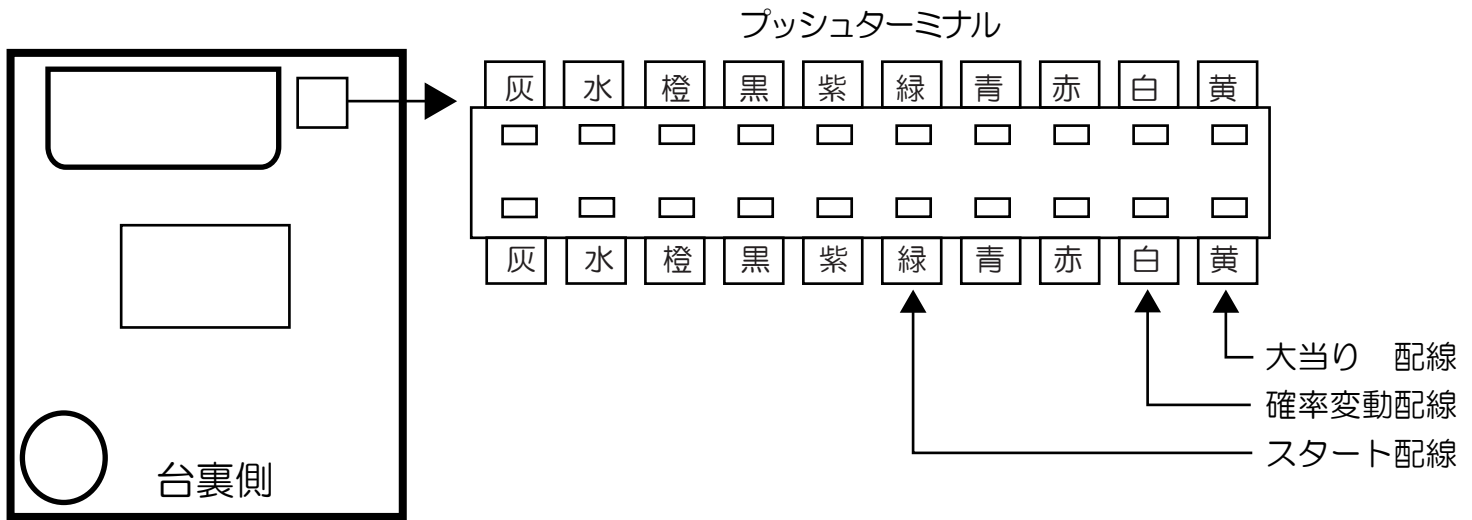 プッシュターミナル
灰 水 橙 黒 紫 緑 青 赤 白 黄
灰 水 橙 黒 紫 緑 青 赤 白 黄
大当り　配線
確率変動配線
スタート配線
台裏側